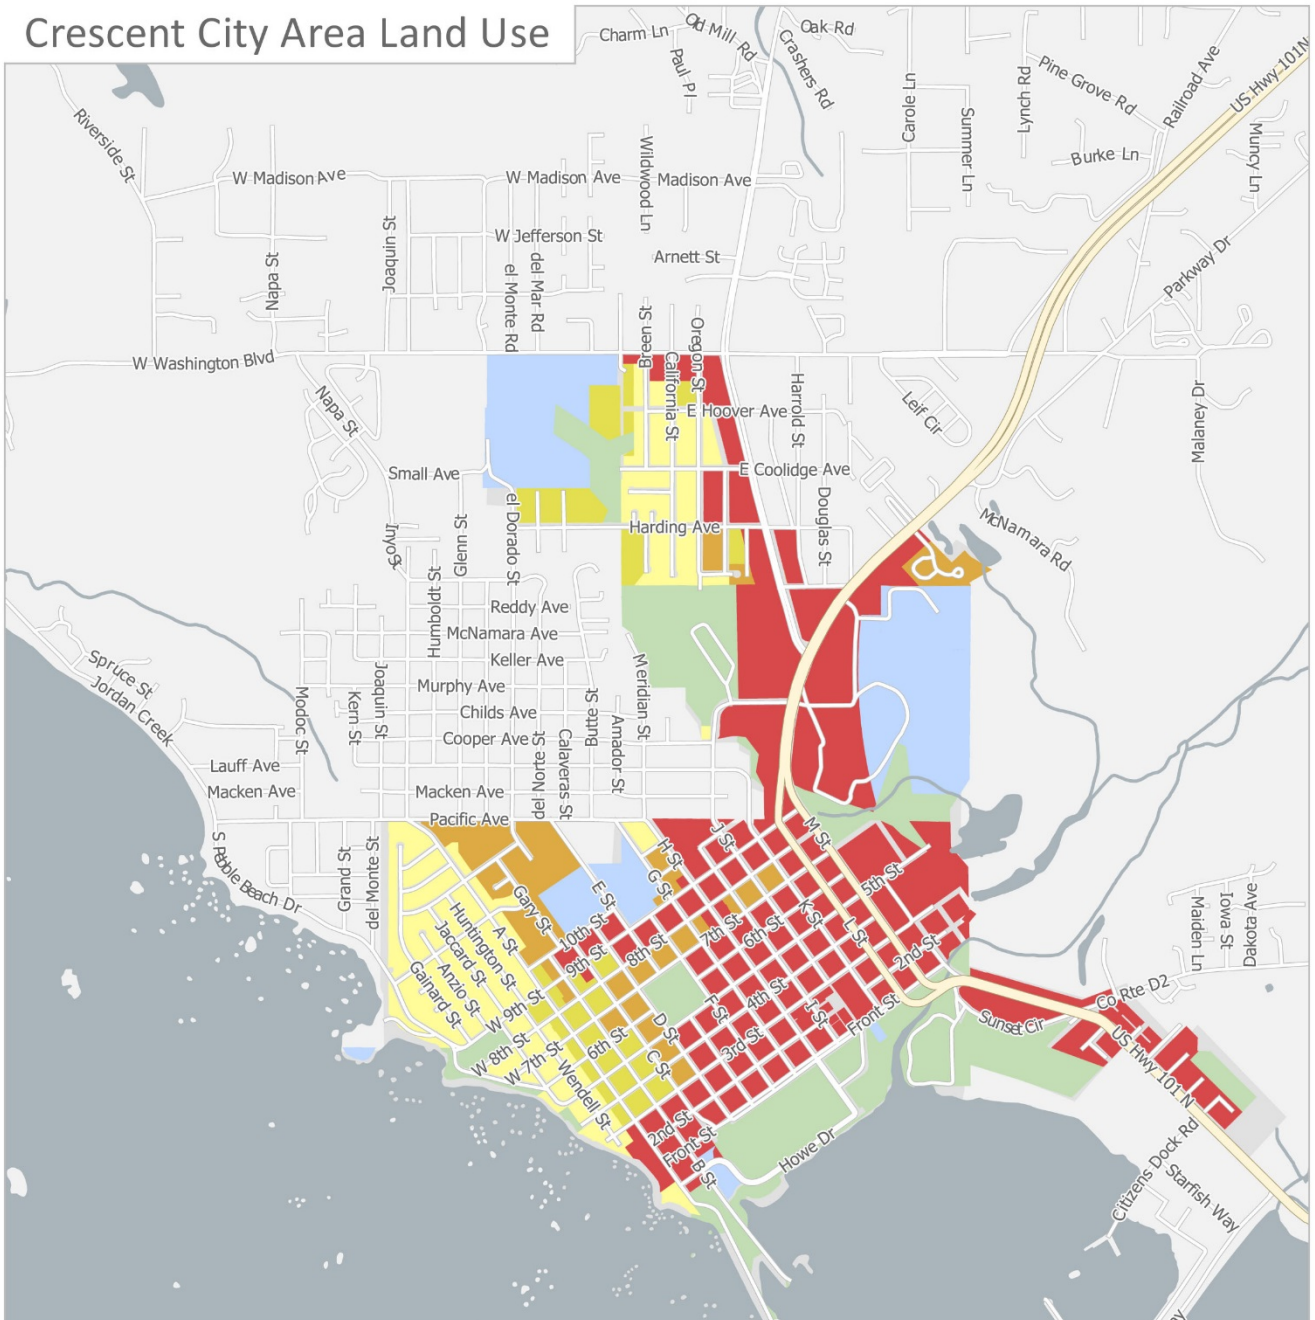 Crescent City Area Land Use
Charm Ln
Old Mill Rd
Oak Rd
Paul Pl
Crashers Rd
Carole Ln
Summer Ln
Lynch Rd
Pine Grove Rd
Railroad Ave
US Hwy 101N
Riverside St
Burke Ln
Muncy Ln
W Madison Ave
W Madison Ave
Wildwood Ln
Madison Ave
Joaquin St
W Jefferson St
Napa St
el Monte Rd
del Mar Rd
Arnett St
Parkway Dr
Breen St
California St
Oregon St
W Washington Blvd
Napa St
Harrold St
Leif Cir
Malaney Dr
E Hoover Ave
Small Ave
E Coolidge Ave
el Dorado St
Douglas St
Inyo St
Glenn St
Harding Ave
McNamara Rd
Humboldt St
Reddy Ave
McNamara Ave
Keller Ave
Meridian St
Spruce St
Jordan Creek
Murphy Ave
Modoc St
Kern St
Joaquin St
Childs Ave
Butte St
Amador St
Cooper Ave
del Norte St
Calaveras St
Lauff Ave
Macken Ave
Macken Ave
Pacific Ave
S Pebble Beach Dr
Grand St
del Monte St
H St
J St
M St
G St
5th St
E St
Gary St
10th St
9th St
8th St
7th St
6th St
K St
L St
2nd St
Huntington St
A St
Jaccard St
Anzio St
Gainard St
Maiden Ln
Iowa St
Dakota Ave
W 9th St
W 8th St
W 7th St
6th St
D St
C St
F St
4th St
3rd St
I St
Front St
Sunset Cir
Co Rte D2
US Hwy 101 N
Wendell St
2nd St
Front St
B St
Howe Dr
Citizens Dock Rd
Starfish Way